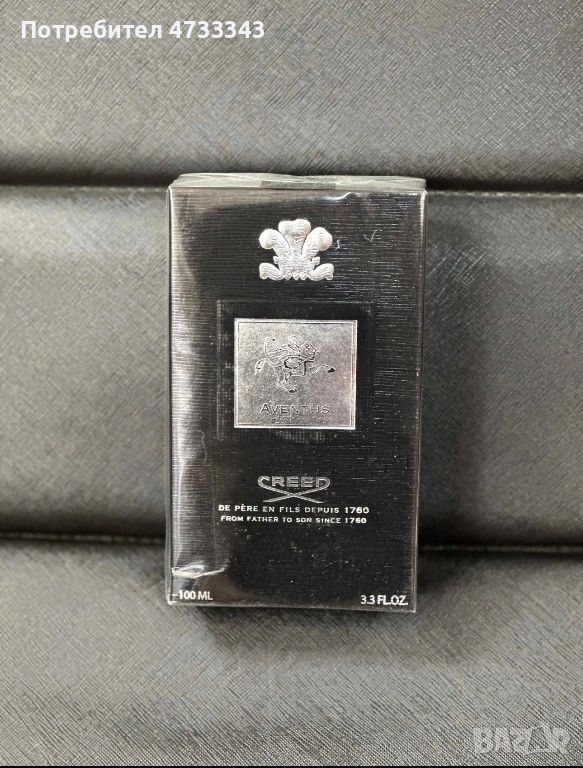 Потребител 4733343
AVENTUS
CREED
DE PÈRE EN FILS DEPUIS 1760
FROM FATHER TO SON SINCE 1760
100 ML 3.3 FL.OZ.
BAZAR